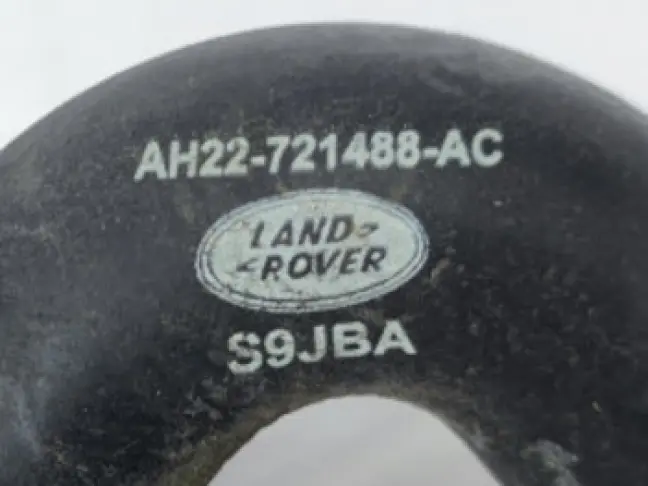 AH22-721488-AC
LAND
ROVER
S9JBA